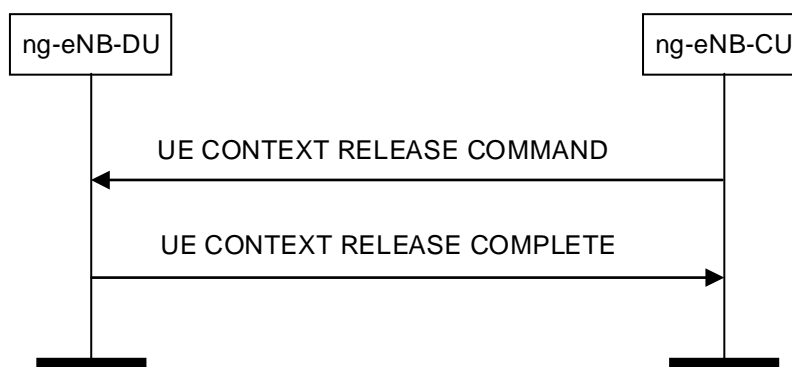 ng-eNB-DU
ng-eNB-CU
UE CONTEXT RELEASE COMMAND
UE CONTEXT RELEASE COMPLETE